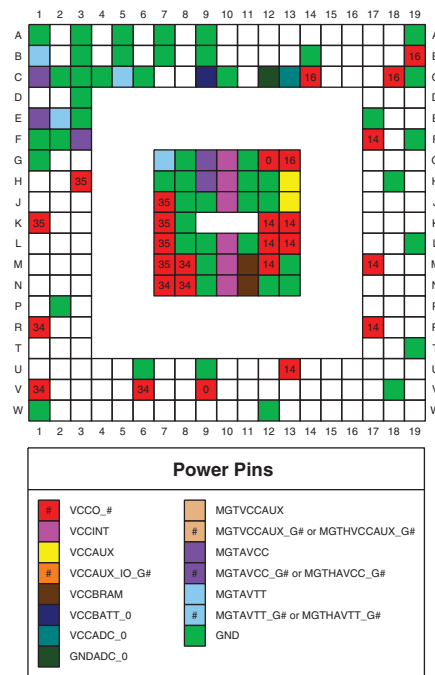 1 2 3 4 5 6 7 8 9 10 11 12 13 14 15 16 17 18 19
A A
B 16 B
C 14 16 C
D D
E E
F 14 F
G 0 16 G
H 35 H
J 35 J
K 35 35 14 14 K
L 35 14 14 L
M 35 34 14 14 M
N 34 34 N
P P
R 34 14 R
T T
U 14 U
V 34 34 0 V
W W
1 2 3 4 5 6 7 8 9 10 11 12 13 14 15 16 17 18 19
Power Pins
# VCCO_#
VCCINT
VCCAUX
# VCCAUX_IO_G#
VCCBRAM
VCCBATT_0
VCCADC_0
GNDADC_0
MGTVCCAUX
# MGTVCCAUX_G# or MGTHVCCAUX_G#
MGTAVCC
# MGTAVCC_G# or MGTHAVCC_G#
MGTAVTT
# MGTAVTT_G# or MGTHAVTT_G#
GND